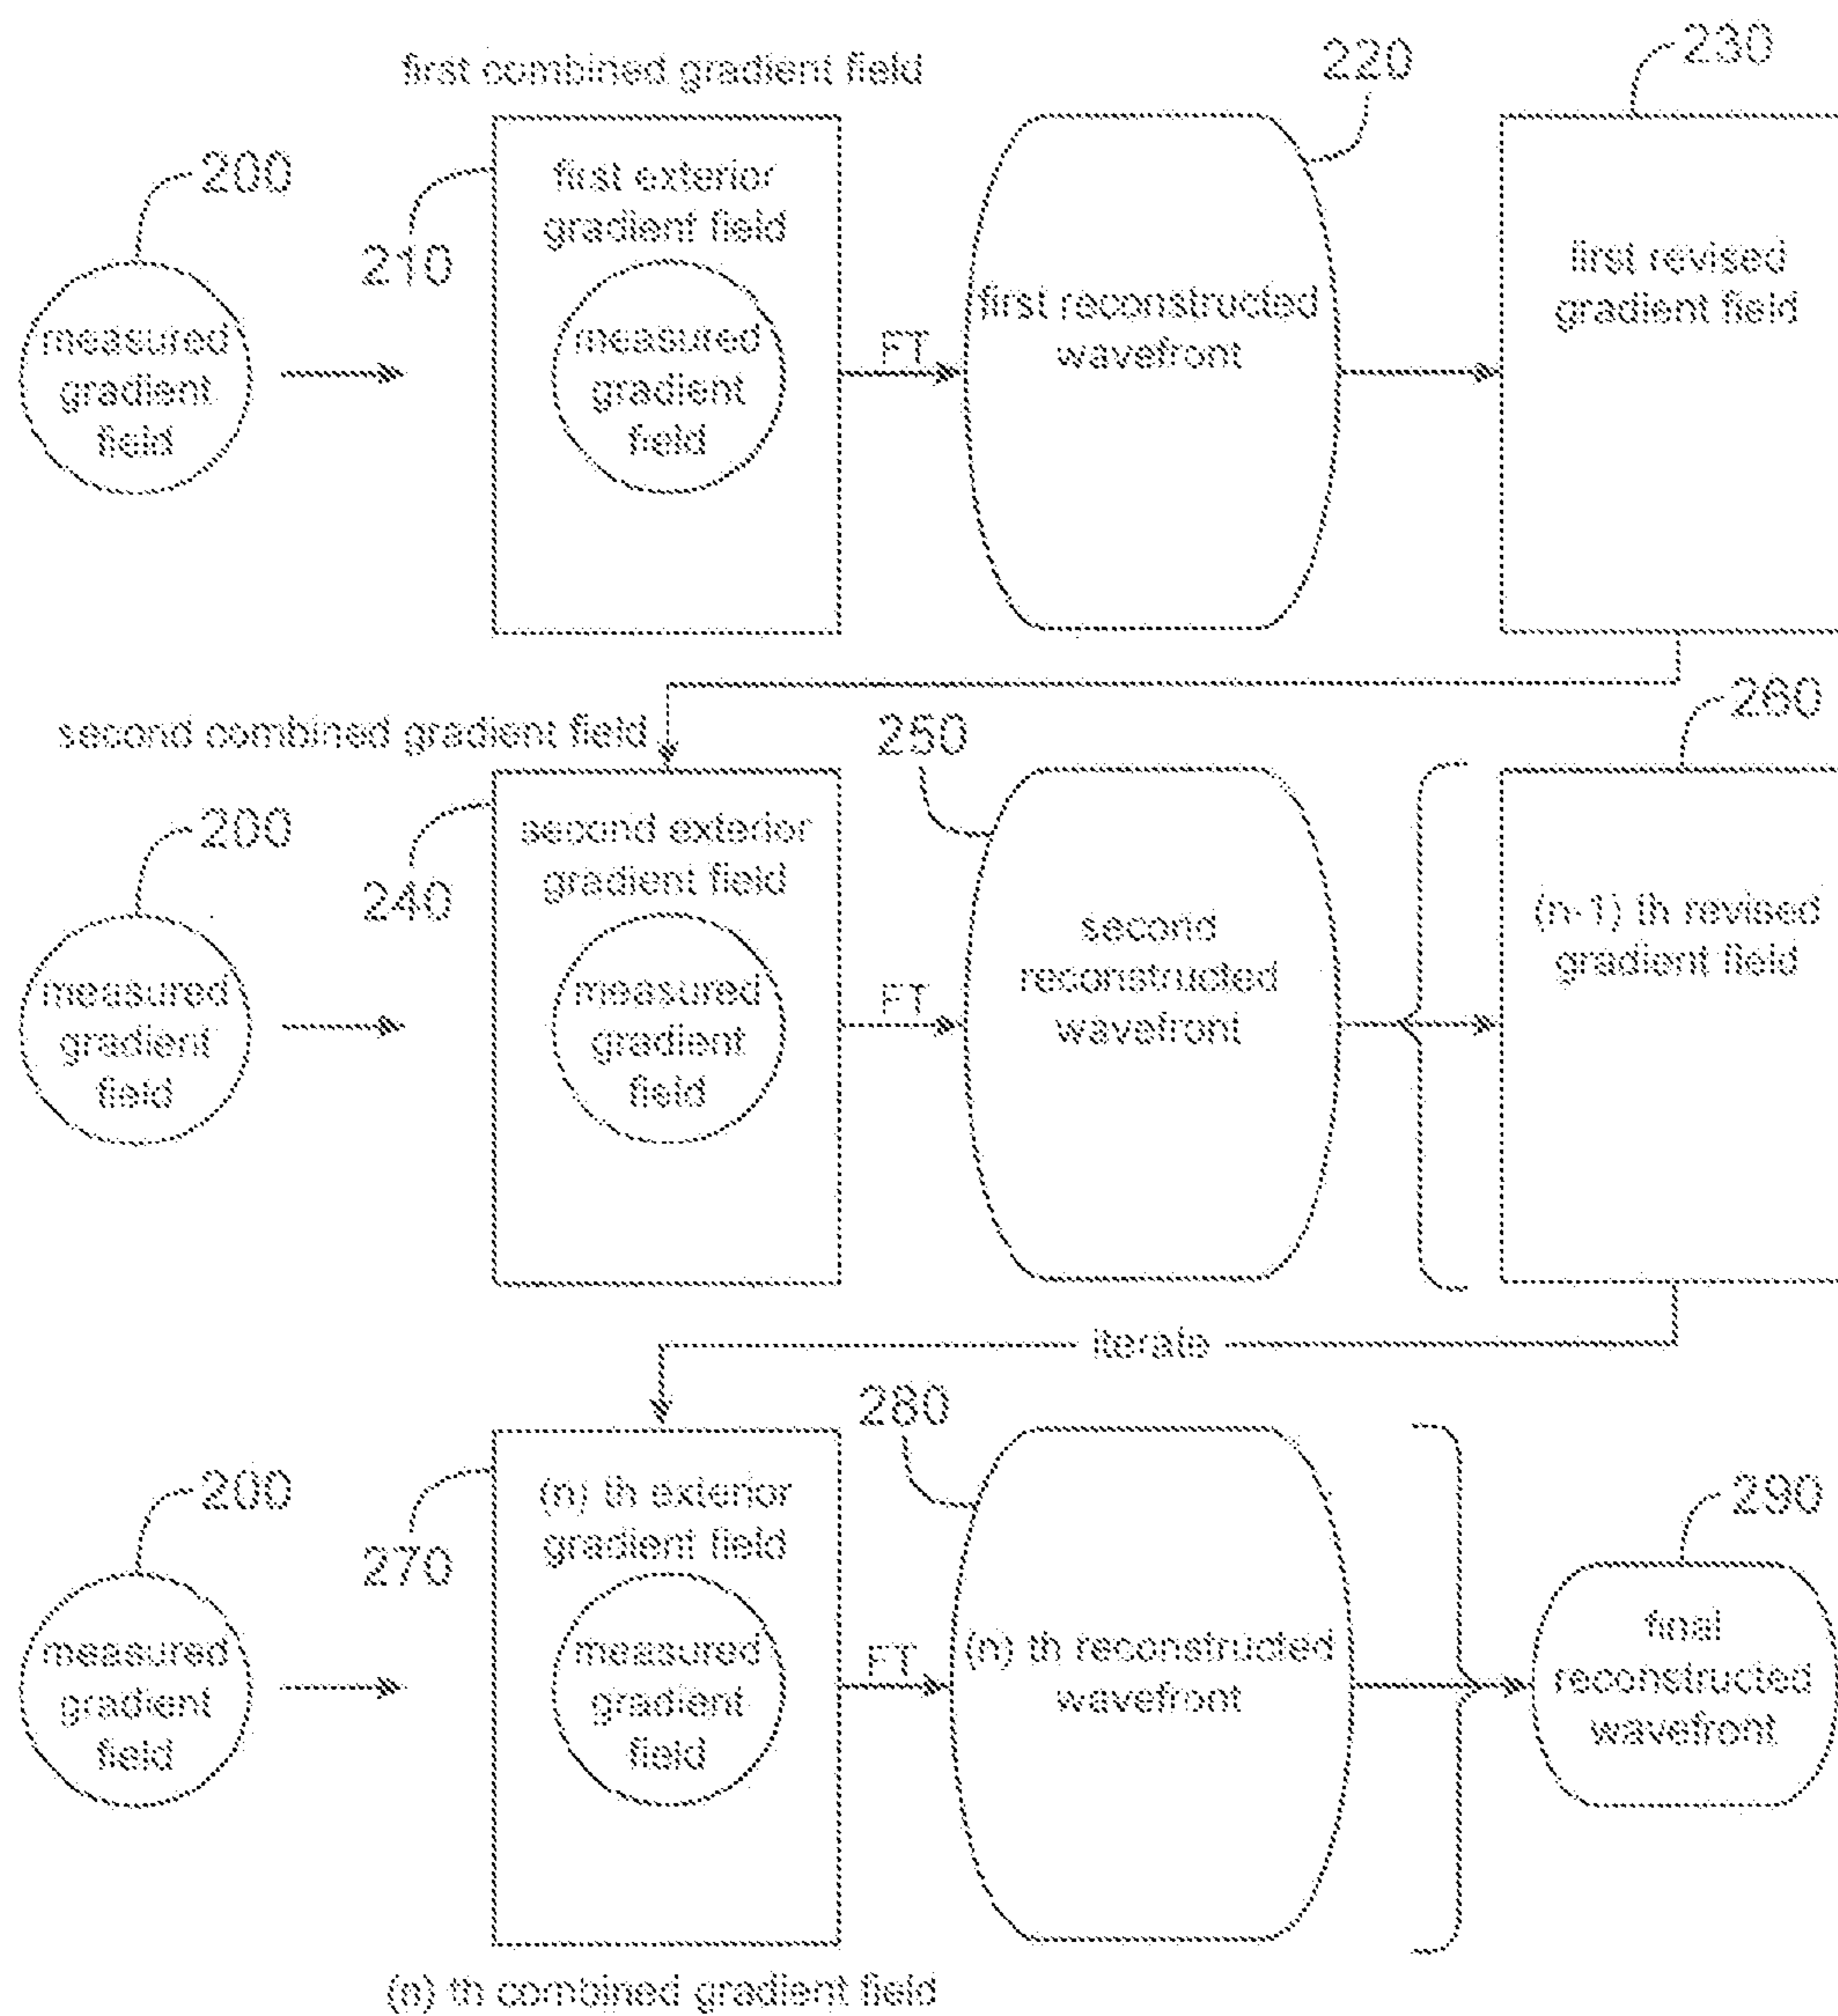 first combined gradient field
220
230
200
210
measured
gradient
field
first exterior
gradient field
measured
gradient
field
FT
first reconstructed
wavefront
first revised
gradient field
second combined gradient field
250
260
200
240
measured
gradient
field
second exterior
gradient field
measured
gradient
field
FT
second
reconstructed
wavefront
(n-1) th revised
gradient field
iterate
280
200
270
290
measured
gradient
field
(n) th exterior
gradient field
measured
gradient
field
FT
(n) th reconstructed
wavefront
final
reconstructed
wavefront
(n) th combined gradient field